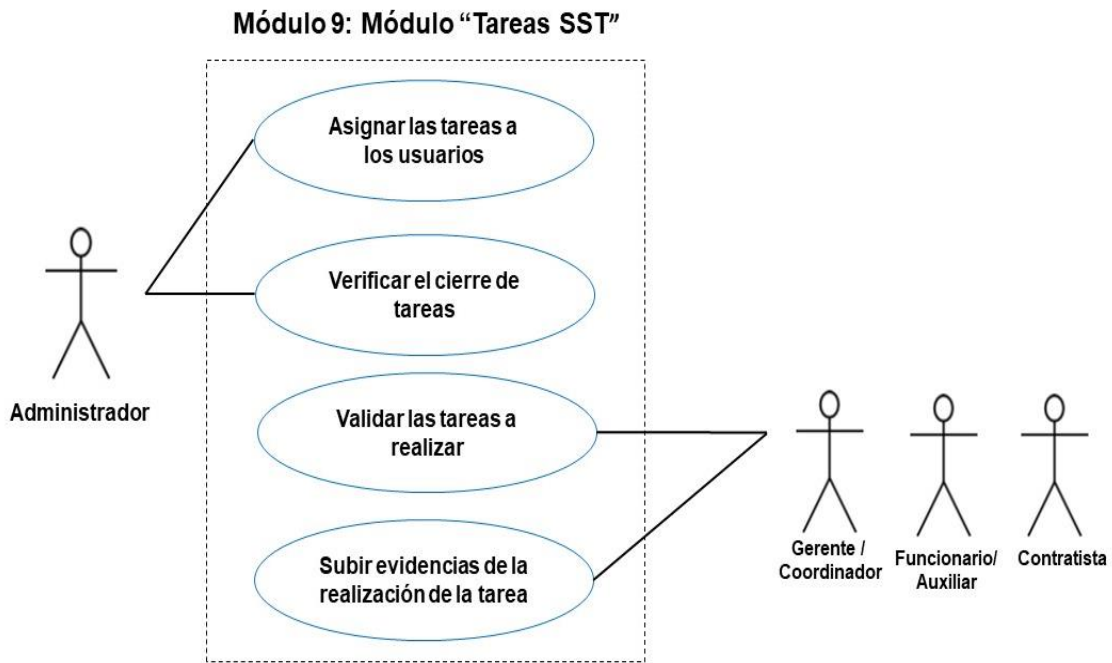 Módulo 9: Módulo “Tareas SST”
Asignar las tareas a
los usuarios
Verificar el cierre de
tareas
Administrador
Validar las tareas a
realizar
Subir evidencias de la
realización de la tarea
Gerente /
Coordinador
Funcionario/
Auxiliar
Contratista